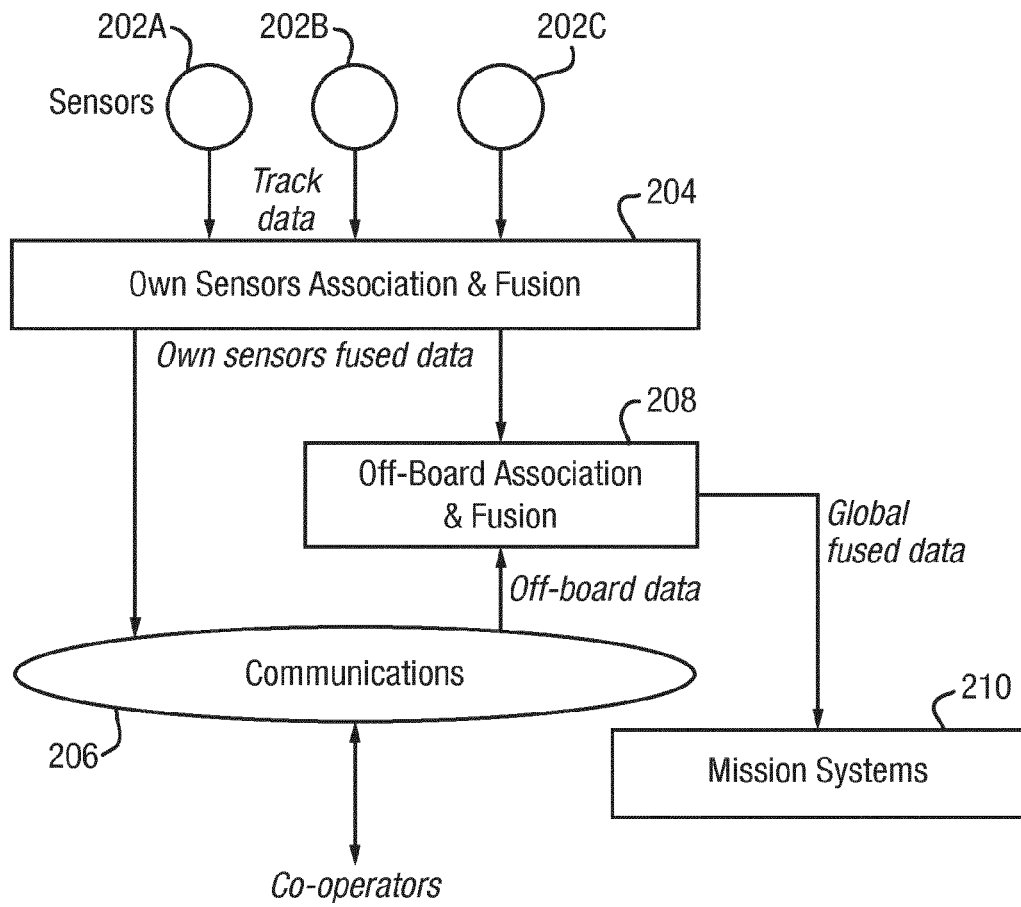 202A
202B
202C
Sensors
Track
data
204
Own Sensors Association & Fusion
Own sensors fused data
208
Off-Board Association
& Fusion
Global
fused data
Off-board data
Communications
210
206
Mission Systems
Co-operators